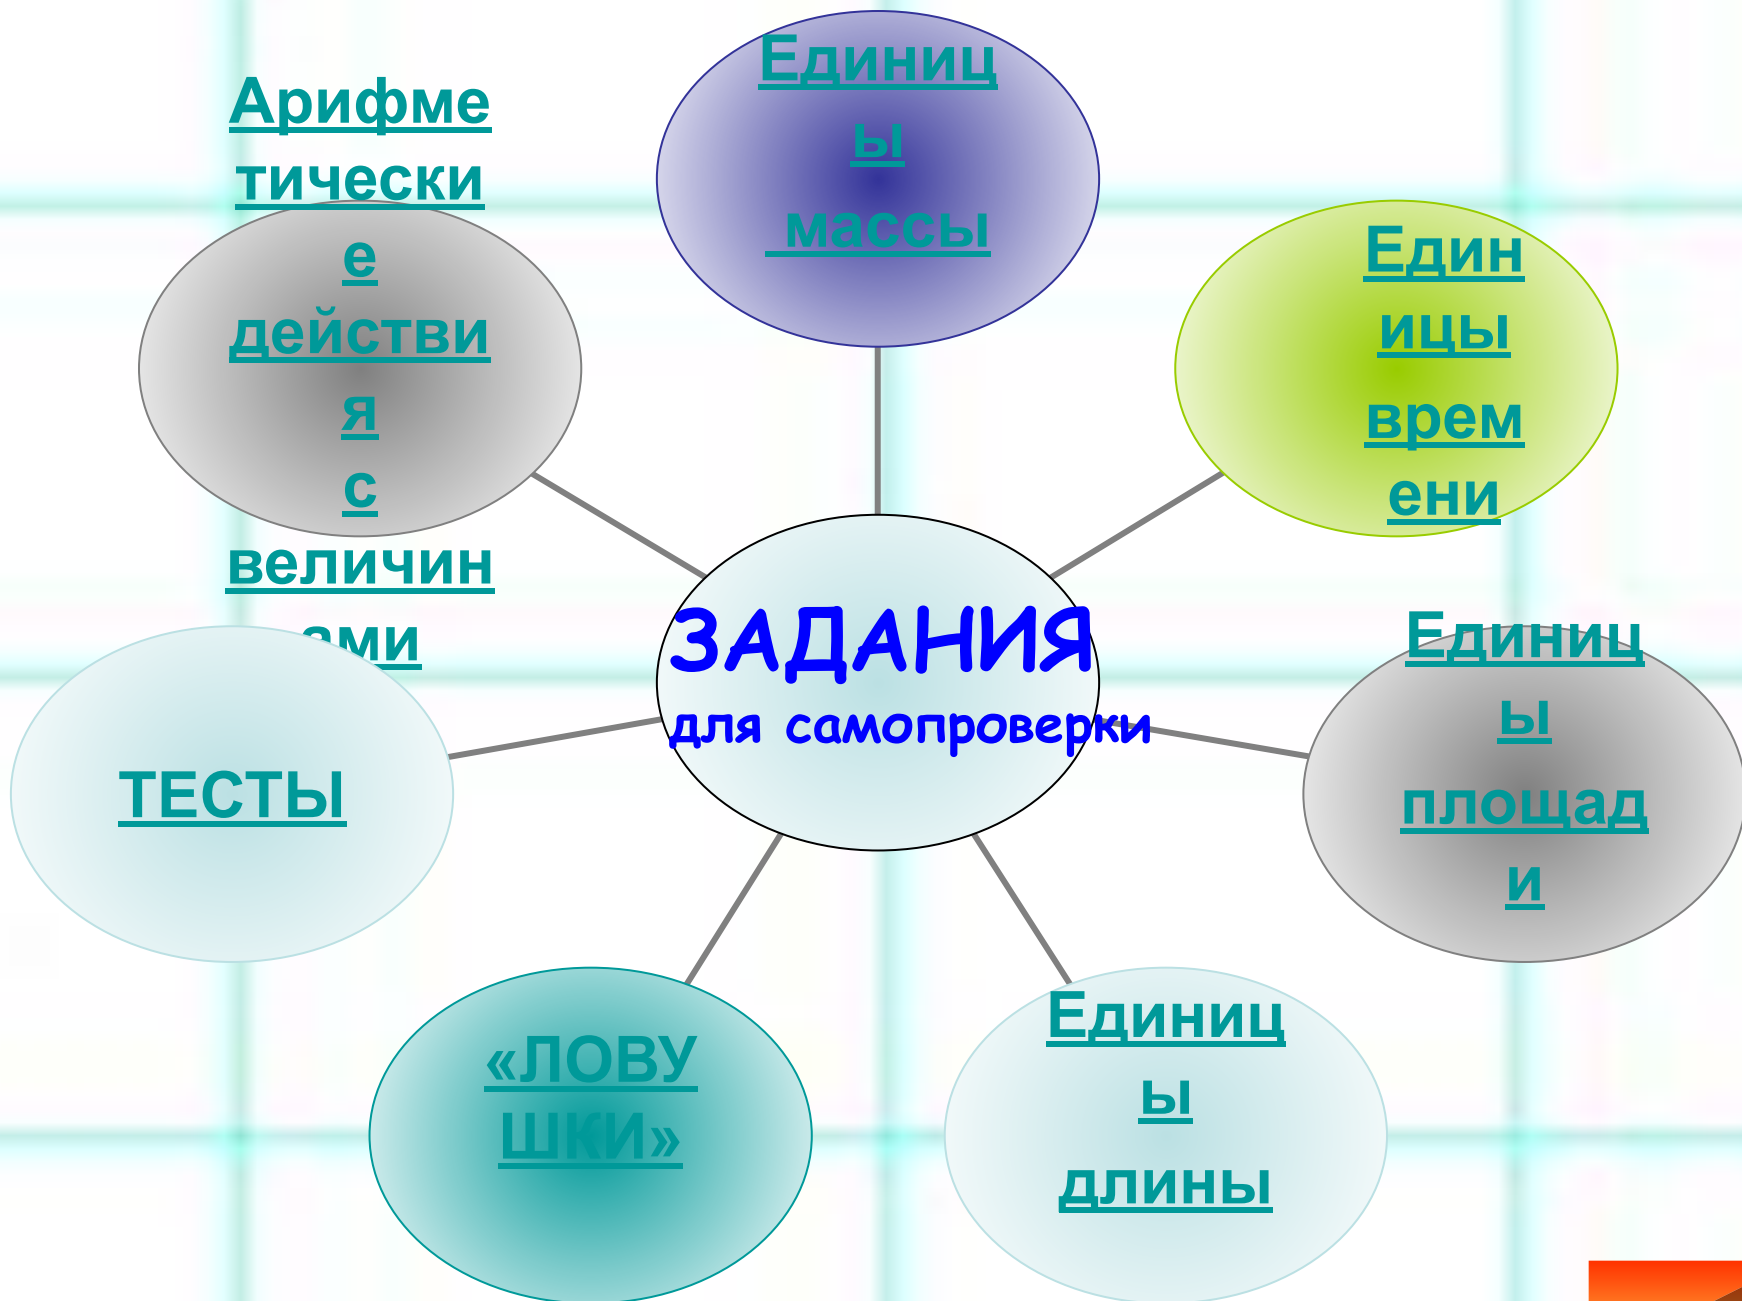 Единиц
ы
массы
Арифме
тически
е
действи
я
с
величин
ами
Един
ицы
врем
ени
ЗАДАНИЯ
для самопроверки
Единиц
ы
площад
и
ТЕСТЫ
«ЛОВУ
ШКИ»
Единиц
ы
длины